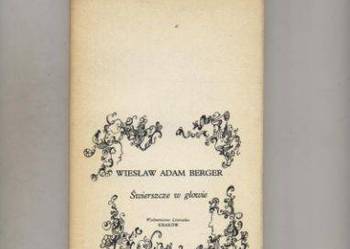 WIESŁAW ADAM BERGER
Świerszcze w głowie
Wydawnictwo Literackie
KRAKÓW